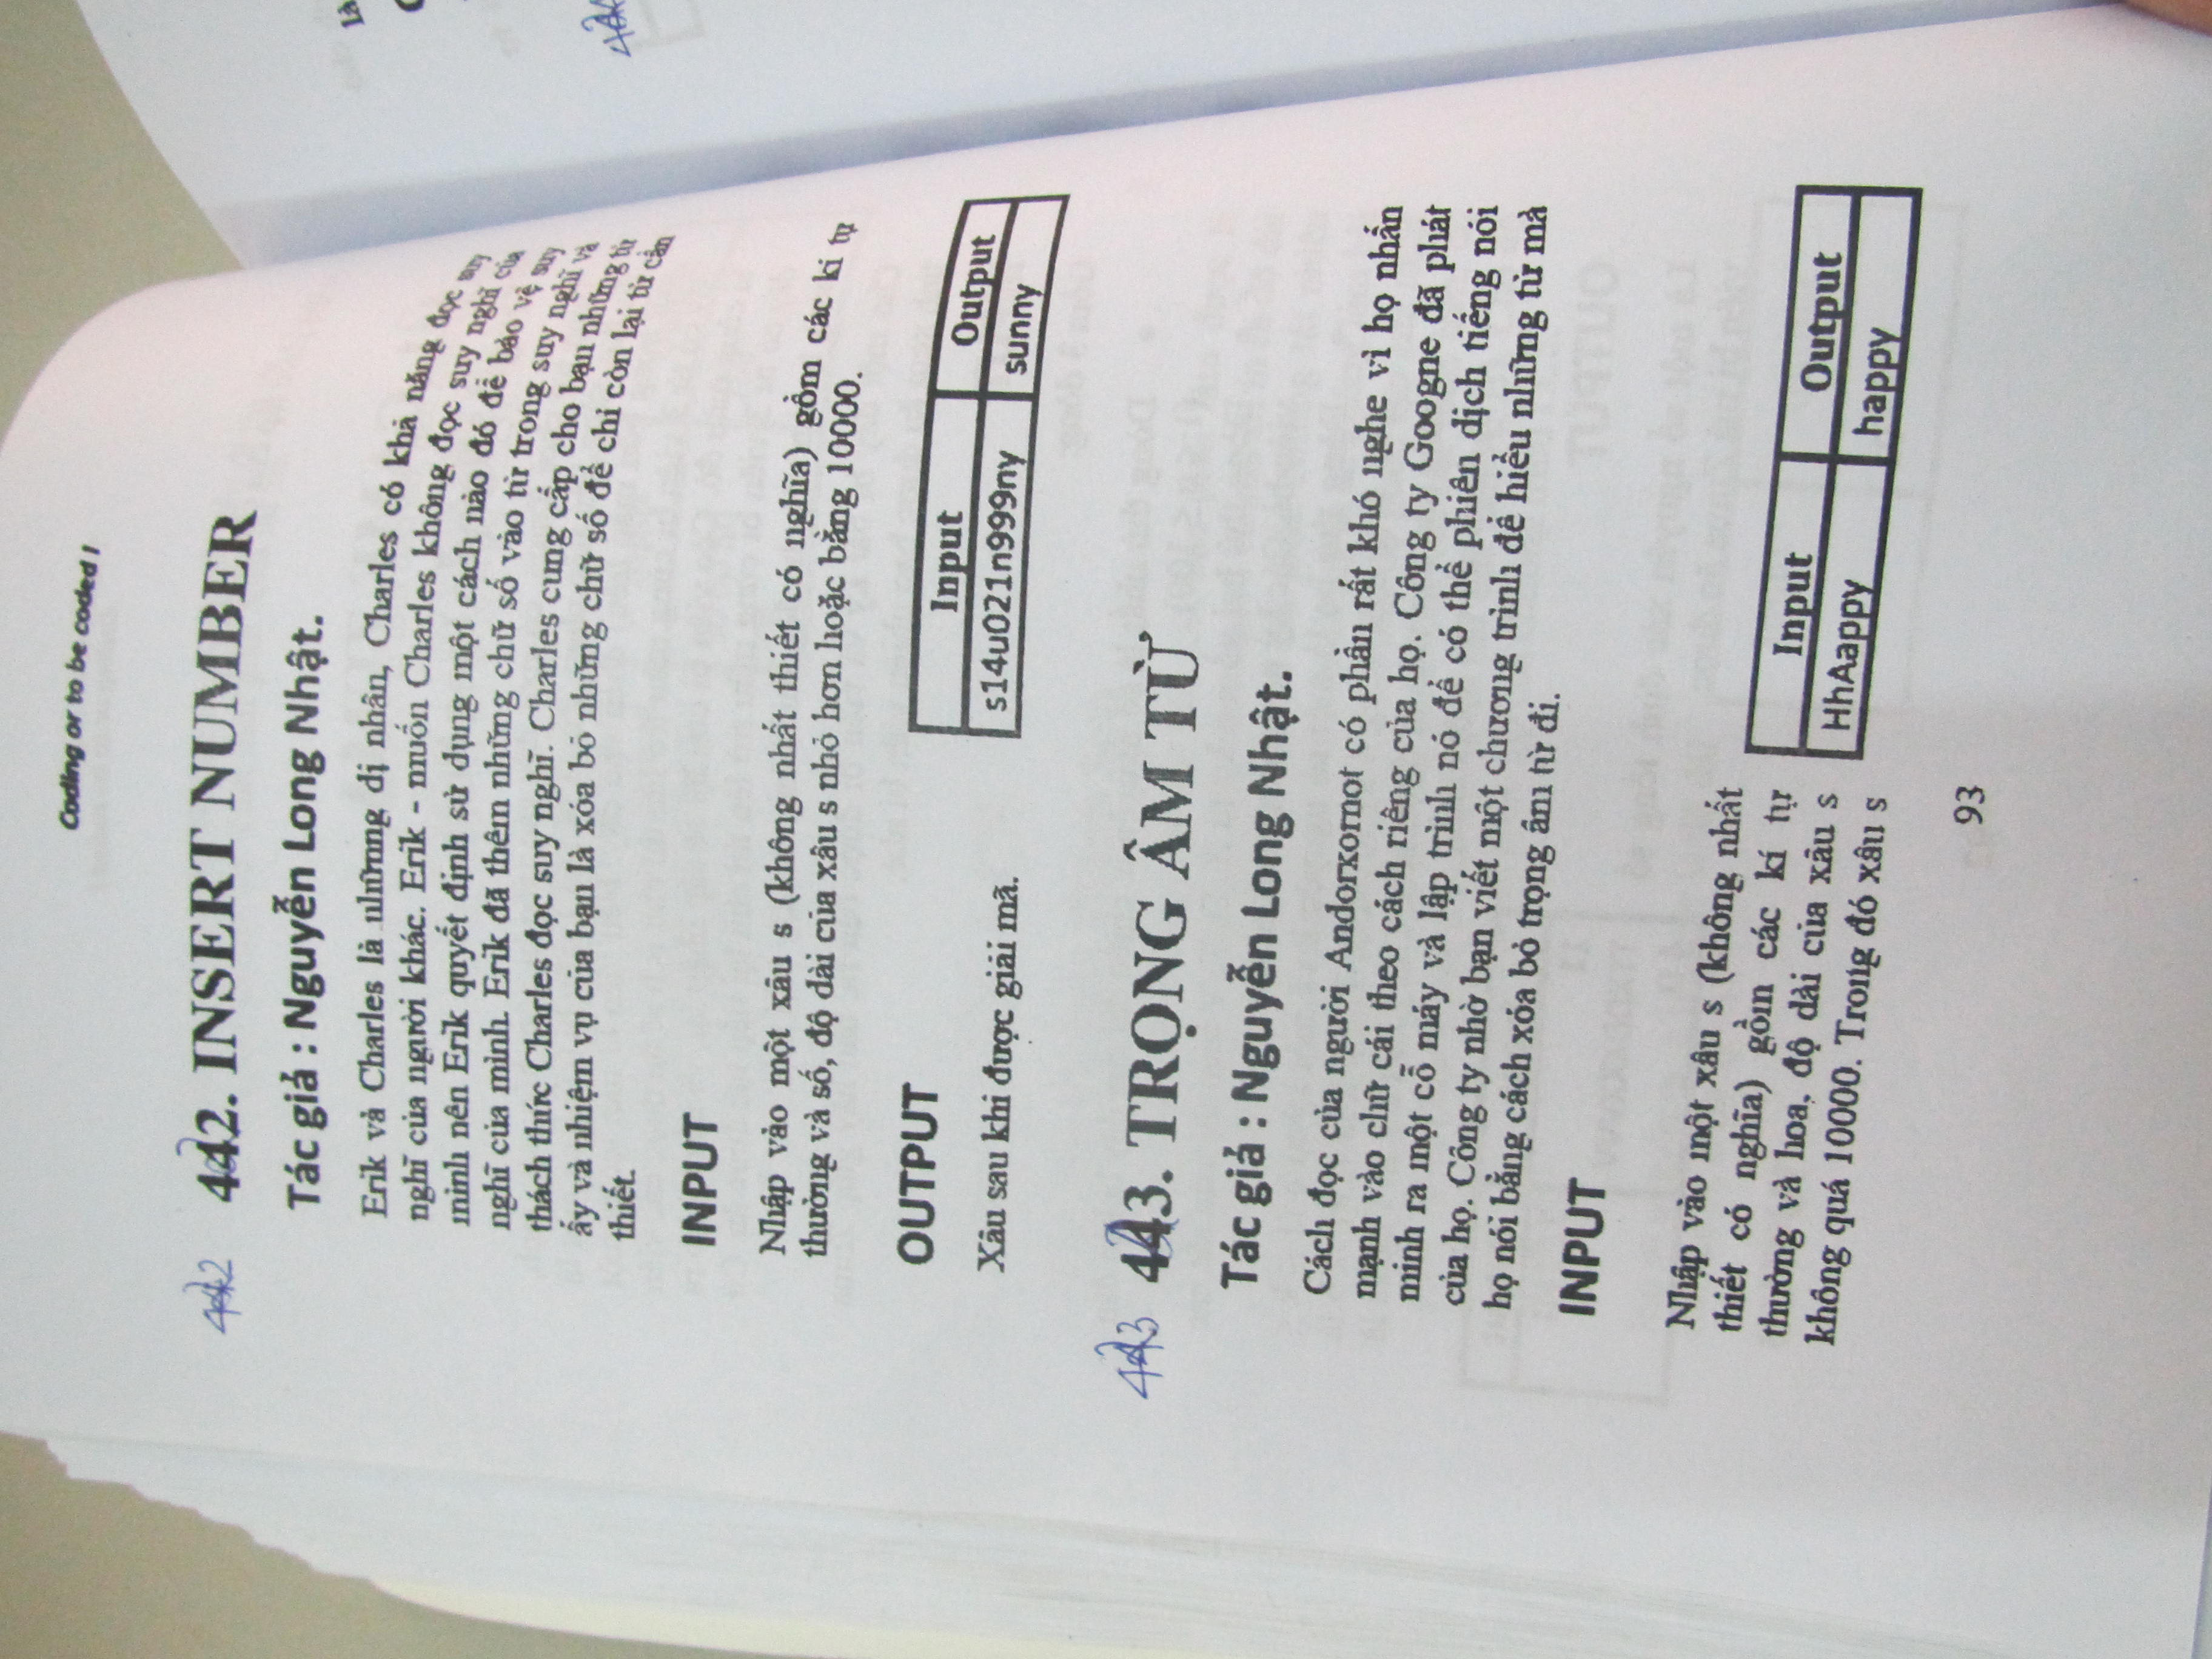 Coding or to be coded I
442 442. INSERT NUMBER
Tác giả : Nguyễn Long Nhật.
Erik và Charles là nhữnng dị nhân, Charles có khả năng đọc suy
nghĩ của người khác. Erik - muốn Charles không đọc suy nghĩ của
mình nên Erik quyết định sử dụng một cách nào đó để bảo vệ suy
nghĩ của mình. Erik đã thêm những chữ số vào từ trong suy nghĩ và
thách thức Charles đọc suy nghĩ. Charles cung cấp cho bạn những từ
ấy và nhiệm vụ của bạn là xóa bỏ những chữ số để chỉ còn lại từ cần
thiết.
INPUT
Nhập vào một xâu s (không nhất thiết có nghĩa) gồm các kí tự
thường và số, độ dài của xâu s nhỏ hơn hoặc bằng 10000.
OUTPUT
Xâu sau khi được giải mã.
Input Output
s14u021n999ny sunny
443 443. TRỌNG ÂM TỪ
Tác giả : Nguyễn Long Nhật.
Cách đọc của người Andorxornot có phần rất khó nghe vì họ nhấn
mạnh vào chữ cái theo cách riêng của họ. Công ty Googne đã phát
minh ra một cỗ máy và lập trình nó để có thể phiên dịch tiếng nói
của họ. Công ty nhờ bạn viết một chương trình để hiểu những từ mà
họ nói bằng cách xóa bỏ trọng âm từ đi.
INPUT
Nhập vào một xâu s (không nhất
thiết có nghĩa) gồm các kí tự
thường và hoa, độ dài của xâu s
không quá 10000. Trong đó xâu s
Input Output
HhAappy happy
93
là